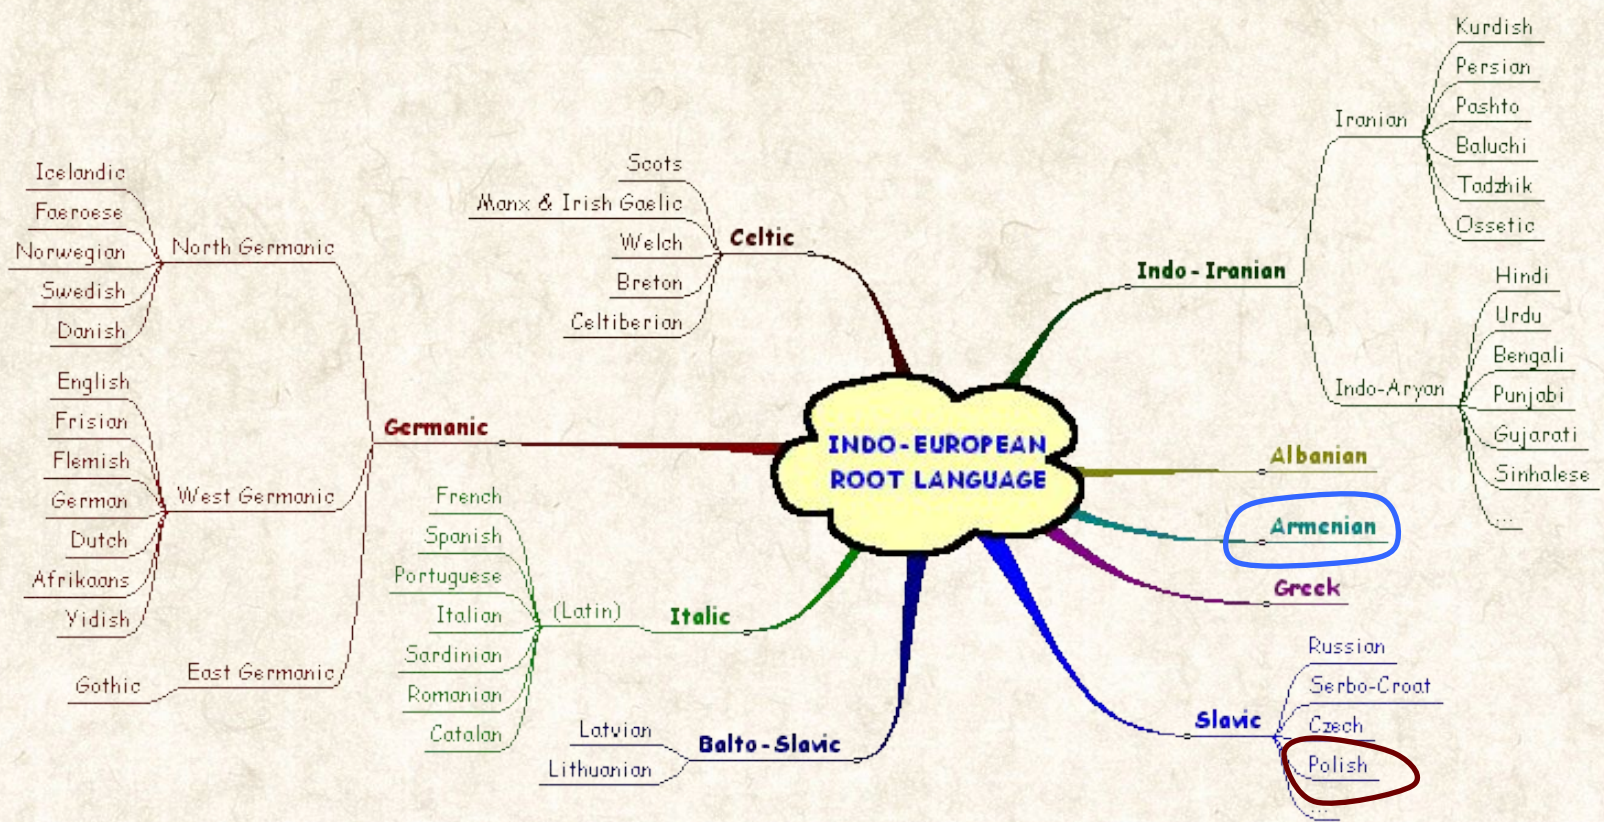 Kurdish
Persian
Pashto
Iranian
Baluchi
Tadzhik
Ossetic
Indo-Iranian
Hindi
Urdu
Bengali
Indo-Aryan
Punjabi
Gujarati
Sinhalese
...
Scots
Manx & Irish Gaelic
Celtic
Welch
Breton
Celtiberian
Icelandic
Faeroese
North Germanic
Norwegian
Swedish
Danish
English
Frisian
Germanic
Flemish
West Germanic
German
Dutch
Afrikaans
Yidish
East Germanic
Gothic
INDO-EUROPEAN
ROOT LANGUAGE
Albanian
Armenian
Greek
French
Spanish
Portuguese
(Latin)
Italic
Italian
Sardinian
Romanian
Catalan
Latvian
Balto-Slavic
Lithuanian
Russian
Serbo-Croat
Slavic
Czech
Polish
...